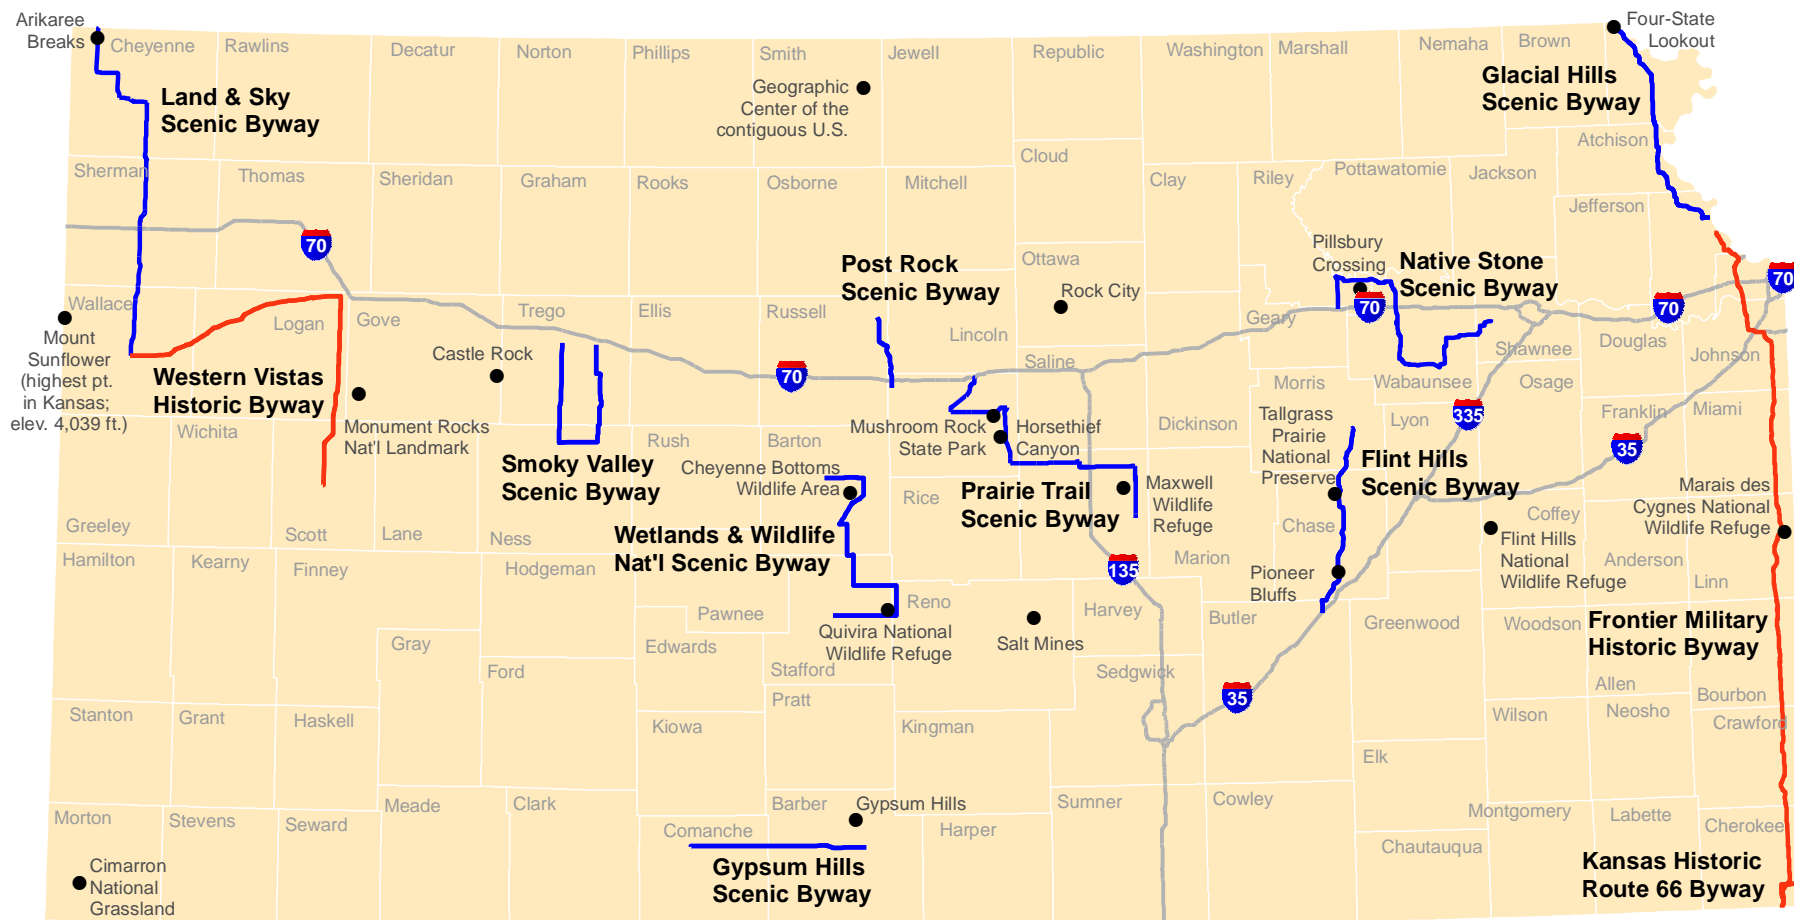 Arikaree
Breaks
Cheyenne
Rawlins
Decatur
Norton
Phillips
Smith
Jewell
Republic
Washington
Marshall
Nemaha
Brown
Four-State
Lookout
Land & Sky
Scenic Byway
Geographic
Center of the
contiguous U.S.
Glacial Hills
Scenic Byway
Atchison
Sherman
Thomas
Sheridan
Graham
Rooks
Osborne
Mitchell
Cloud
Clay
Riley
Pottawatomie
Jackson
Jefferson
70
Post Rock
Scenic Byway
Ottawa
Rock City
Pillsbury
Crossing
Native Stone
Scenic Byway
70
70
70
Wallace
Mount
Sunflower
(highest pt.
in Kansas;
elev. 4,039 ft.)
Logan
Gove
Trego
Ellis
Russell
Lincoln
Saline
Geary
Shawnee
Douglas
Johnson
Western Vistas
Historic Byway
Castle Rock
70
Morris
Wabaunsee
Osage
Wichita
Monument Rocks
Nat'l Landmark
Rush
Barton
Mushroom Rock
State Park
Horsethief
Canyon
Dickinson
Tallgrass
Prairie
National
Preserve
Lyon
335
Franklin
Miami
35
Smoky Valley
Scenic Byway
Cheyenne Bottoms
Wildlife Area
Rice
Prairie Trail
Scenic Byway
Maxwell
Wildlife
Refuge
Flint Hills
Scenic Byway
Marais des
Cygnes National
Wildlife Refuge
Greeley
Scott
Lane
Ness
Wetlands & Wildlife
Nat'l Scenic Byway
Chase
Coffey
Flint Hills
National
Wildlife Refuge
Hamilton
Kearny
Finney
Hodgeman
135
Marion
Pioneer
Bluffs
Anderson
Linn
Pawnee
Reno
Harvey
Butler
Greenwood
Woodson
Frontier Military
Historic Byway
Gray
Edwards
Quivira National
Wildlife Refuge
Salt Mines
Ford
Stafford
Sedgwick
35
Allen
Bourbon
Stanton
Grant
Haskell
Kiowa
Pratt
Kingman
Wilson
Neosho
Crawford
Elk
Morton
Stevens
Seward
Meade
Clark
Comanche
Barber
Gypsum Hills
Harper
Sumner
Cowley
Montgomery
Labette
Cherokee
Chautauqua
Cimarron
National
Grassland
Gypsum Hills
Scenic Byway
Kansas Historic
Route 66 Byway